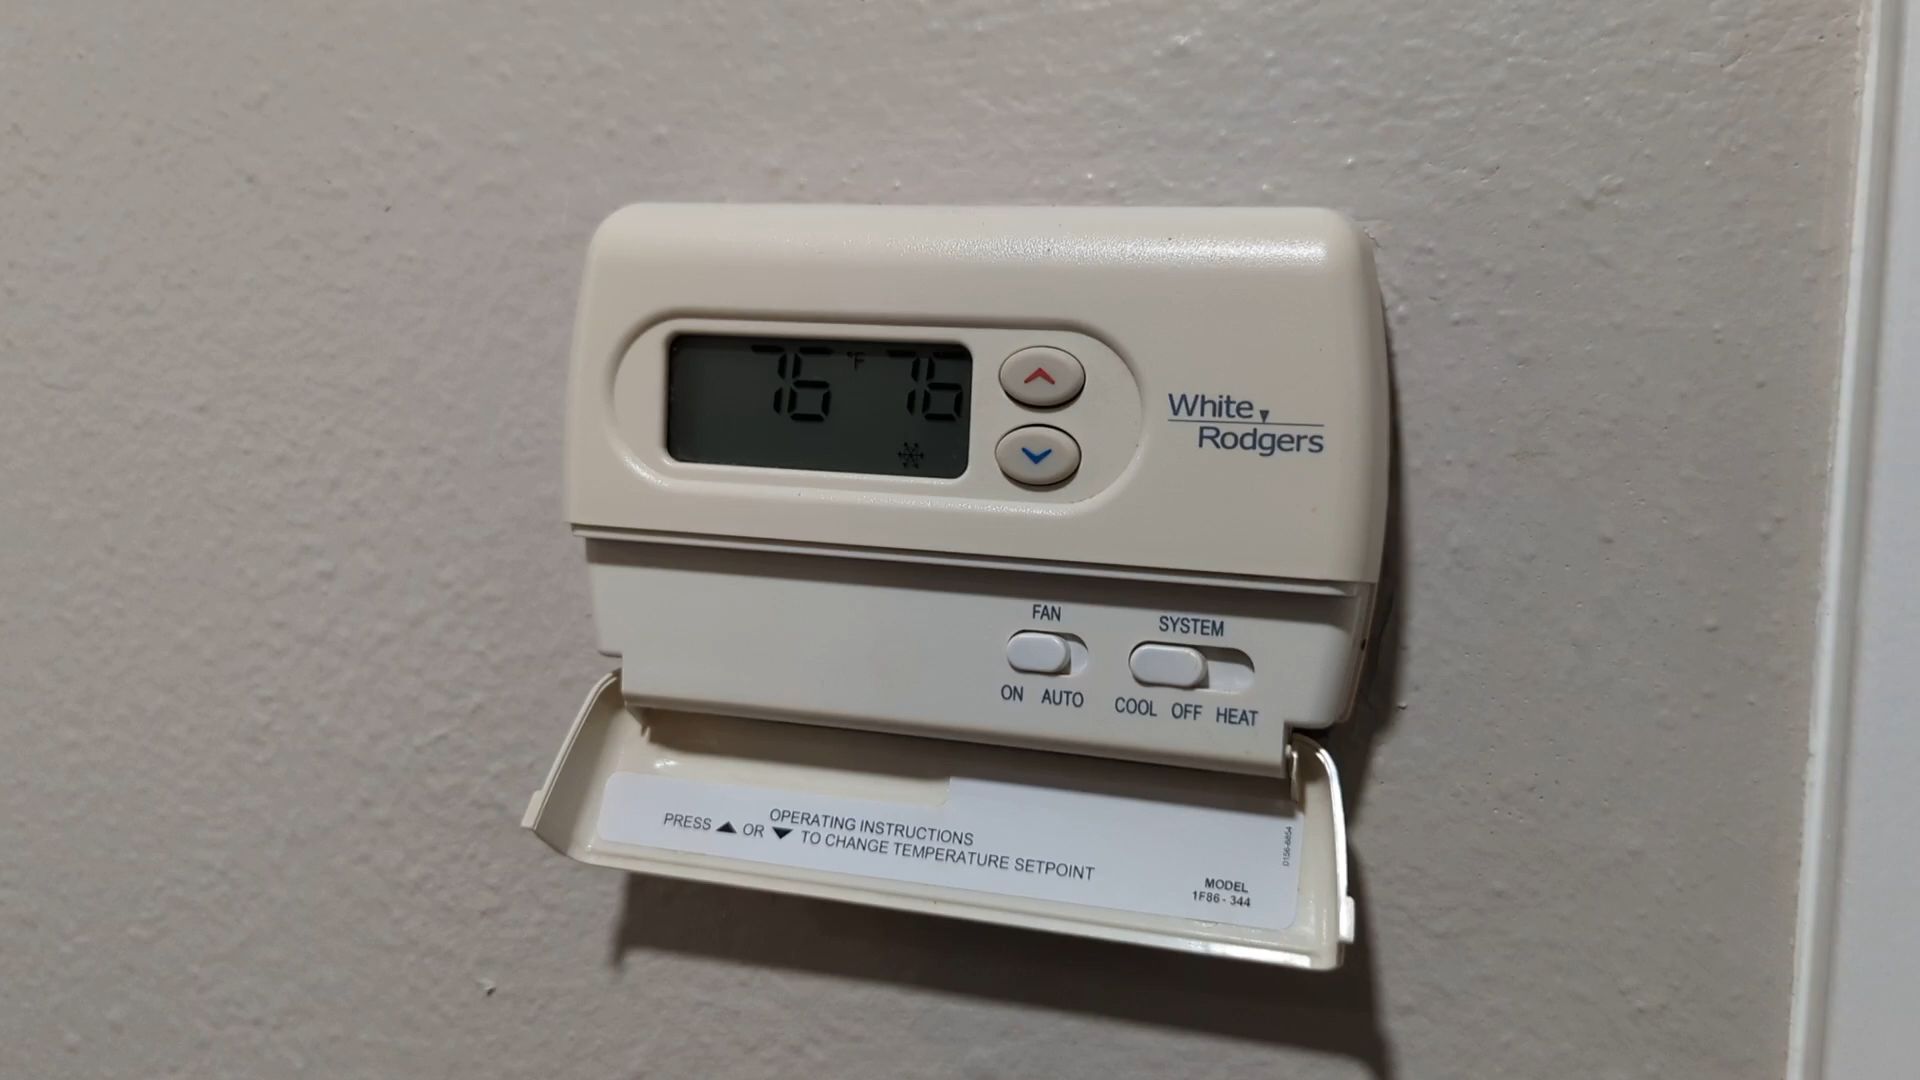 76 °F 76
White
Rodgers
FAN
SYSTEM
ON AUTO
COOL OFF HEAT
OPERATING INSTRUCTIONS
PRESS ▲ OR ▼ TO CHANGE TEMPERATURE SETPOINT
MODEL
1F86-344